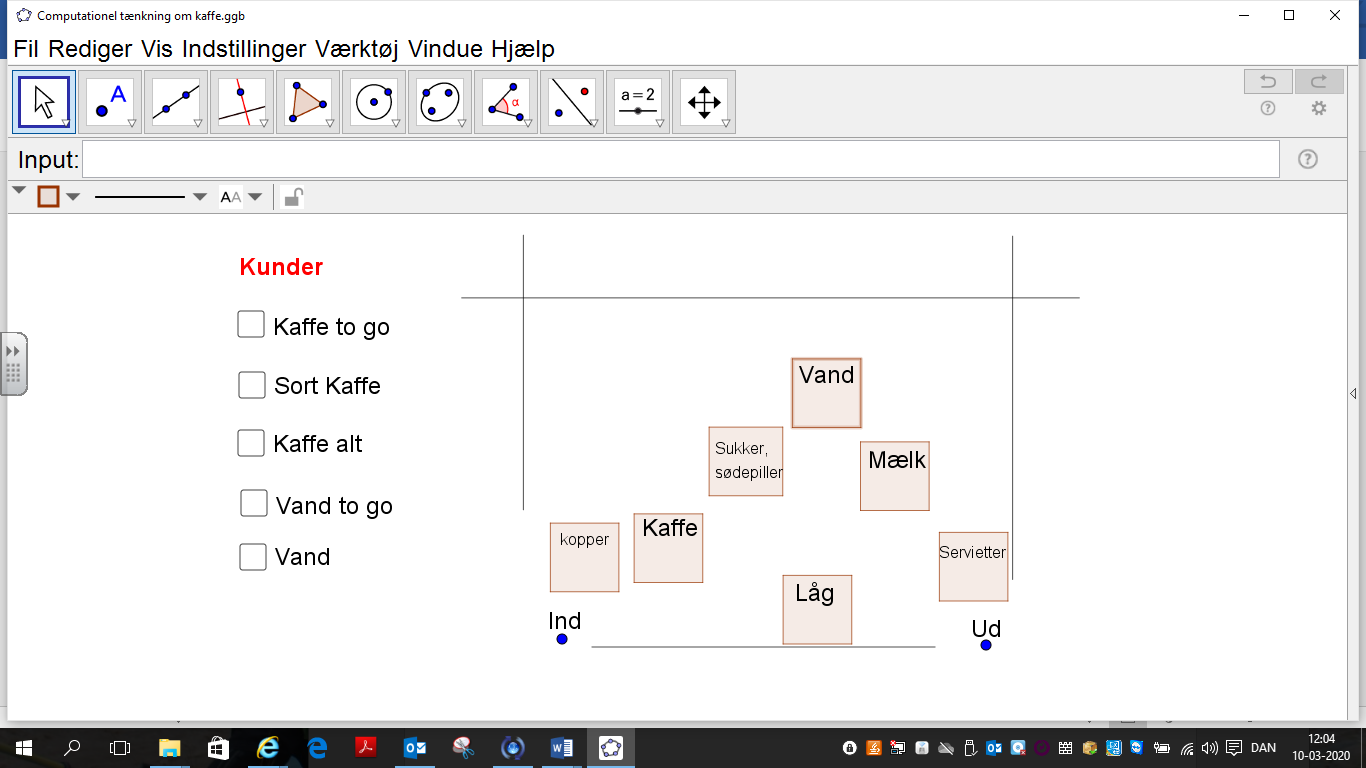 Computationel tænkning om kaffe.ggb
Fil Rediger Vis Indstillinger Værktøj Vindue Hjælp
A
α
a=2
Input:
AA
Kunder
Kaffe to go
Sort Kaffe
Kaffe alt
Vand to go
Vand
Vand
Sukker,
sødepiller
Mælk
kopper
Kaffe
Servietter
Låg
Ind
Ud
DAN
12:04
10-03-2020